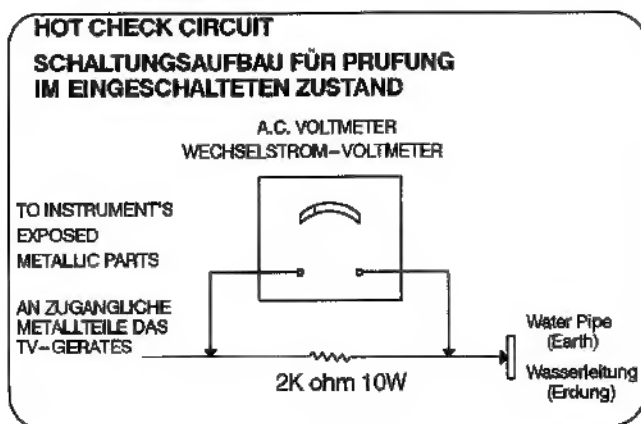 HOT CHECK CIRCUIT
SCHALTUNGSAUFBAU FÜR PRUFUNG
IM EINGESCHALTETEN ZUSTAND
A.C. VOLTMETER
WECHSELSTROM-VOLTMETER
TO INSTRUMENT'S
EXPOSED
METALLIC PARTS
AN ZUGANGLICHE
METALLTEILE DAS
TV-GERATES
2K ohm 10W
Water Pipe
(Earth)
Wasserleitung
(Erdung)